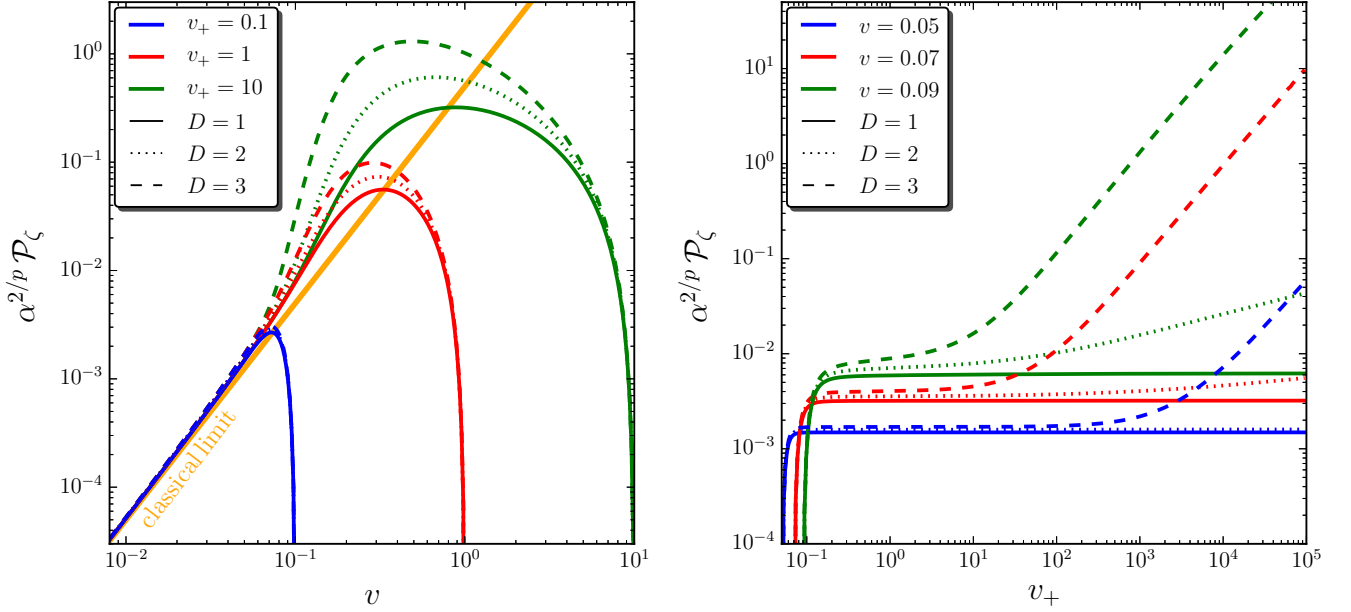 v₊ = 0.1
v₊ = 1
v₊ = 10
D = 1
D = 2
D = 3
classical limit
α^{2/p} 𝒫_ζ
10⁰
10⁻¹
10⁻²
10⁻³
10⁻⁴
10⁻² 10⁻¹ 10⁰ 10¹
v
v = 0.05
v = 0.07
v = 0.09
D = 1
D = 2
D = 3
α^{2/p} 𝒫_ζ
10¹
10⁰
10⁻¹
10⁻²
10⁻³
10⁻⁴
10⁻¹ 10⁰ 10¹ 10² 10³ 10⁴ 10⁵
v₊